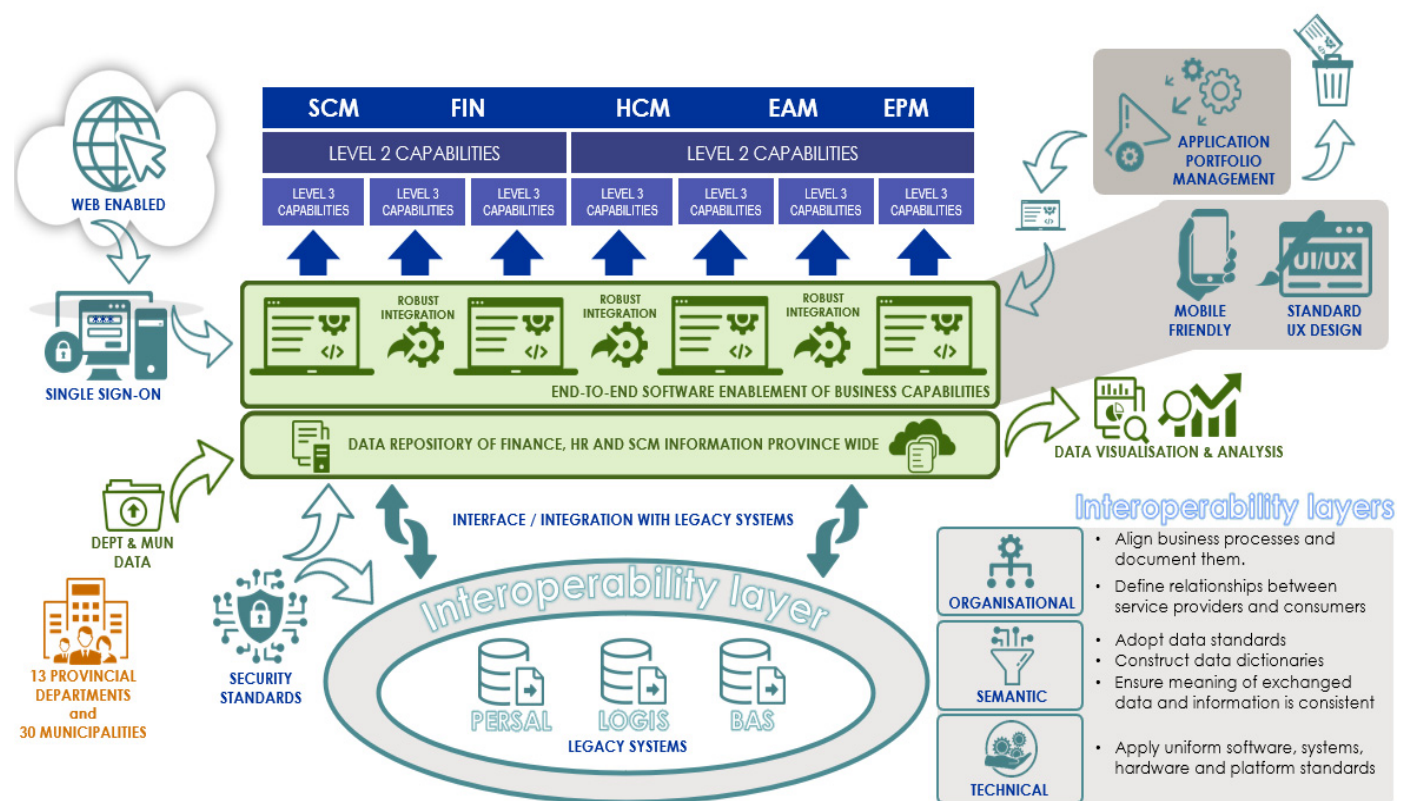 SCM FIN HCM EAM EPM
LEVEL 2 CAPABILITIES LEVEL 2 CAPABILITIES
LEVEL 3
CAPABILITIES
LEVEL 3
CAPABILITIES
LEVEL 3
CAPABILITIES
LEVEL 3
CAPABILITIES
LEVEL 3
CAPABILITIES
LEVEL 3
CAPABILITIES
LEVEL 3
CAPABILITIES
WEB ENABLED
SINGLE SIGN-ON
APPLICATION
PORTFOLIO
MANAGEMENT
UI/UX
MOBILE
FRIENDLY
STANDARD
UX DESIGN
ROBUST
INTEGRATION
ROBUST
INTEGRATION
ROBUST
INTEGRATION
</>
</>
</>
</>
END-TO-END SOFTWARE ENABLEMENT OF BUSINESS CAPABILITIES
DATA REPOSITORY OF FINANCE, HR AND SCM INFORMATION PROVINCE WIDE
DATA VISUALISATION & ANALYSIS
DEPT & MUN
DATA
13 PROVINCIAL
DEPARTMENTS
and
30 MUNICIPALITIES
SECURITY
STANDARDS
INTERFACE / INTEGRATION WITH LEGACY SYSTEMS
Interoperability layer
PERSAL LOGIS BAS
LEGACY SYSTEMS
Interoperability layers
ORGANISATIONAL
• Align business processes and
document them.
• Define relationships between
service providers and consumers
SEMANTIC
• Adopt data standards
• Construct data dictionaries
• Ensure meaning of exchanged
data and information is consistent
TECHNICAL
• Apply uniform software, systems,
hardware and platform standards